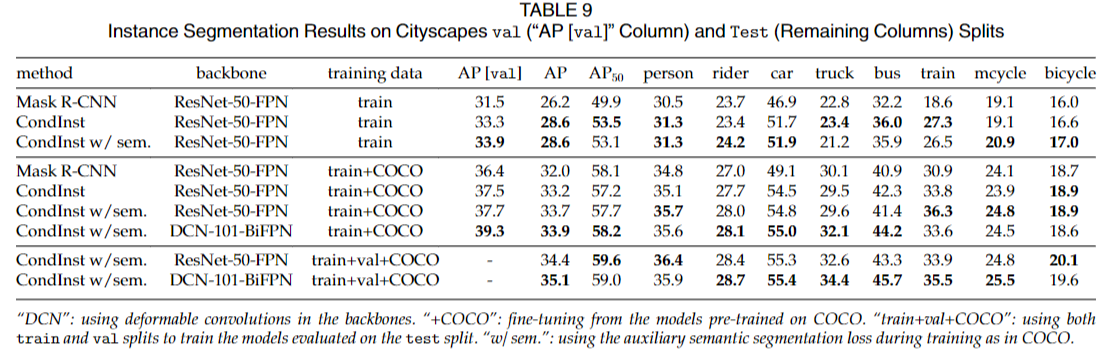 TABLE 9
Instance Segmentation Results on Cityscapes val (“AP [val]” Column) and Test (Remaining Columns) Splits
method backbone training data AP [val] AP AP50 person rider car truck bus train mcycle bicycle
Mask R-CNN ResNet-50-FPN train 31.5 26.2 49.9 30.5 23.7 46.9 22.8 32.2 18.6 19.1 16.0
CondInst ResNet-50-FPN train 33.3 28.6 53.5 31.3 23.4 51.7 23.4 36.0 27.3 19.1 16.6
CondInst w/ sem. ResNet-50-FPN train 33.9 28.6 53.1 31.3 24.2 51.9 21.2 35.9 26.5 20.9 17.0
Mask R-CNN ResNet-50-FPN train+COCO 36.4 32.0 58.1 34.8 27.0 49.1 30.1 40.9 30.9 24.1 18.7
CondInst ResNet-50-FPN train+COCO 37.5 33.2 57.2 35.1 27.7 54.5 29.5 42.3 33.8 23.9 18.9
CondInst w/sem. ResNet-50-FPN train+COCO 37.7 33.7 57.7 35.7 28.0 54.8 29.6 41.4 36.3 24.8 18.9
CondInst w/sem. DCN-101-BiFPN train+COCO 39.3 33.9 58.2 35.6 28.1 55.0 32.1 44.2 33.6 24.5 18.6
CondInst w/sem. ResNet-50-FPN train+val+COCO - 34.4 59.6 36.4 28.4 55.3 32.6 43.3 33.9 24.8 20.1
CondInst w/sem. DCN-101-BiFPN train+val+COCO - 35.1 59.0 35.9 28.7 55.4 34.4 45.7 35.5 25.5 19.6
“DCN”: using deformable convolutions in the backbones. “+COCO”: fine-tuning from the models pre-trained on COCO. “train+val+COCO”: using both
train and val splits to train the models evaluated on the test split. “w/ sem.”: using the auxiliary semantic segmentation loss during training as in COCO.